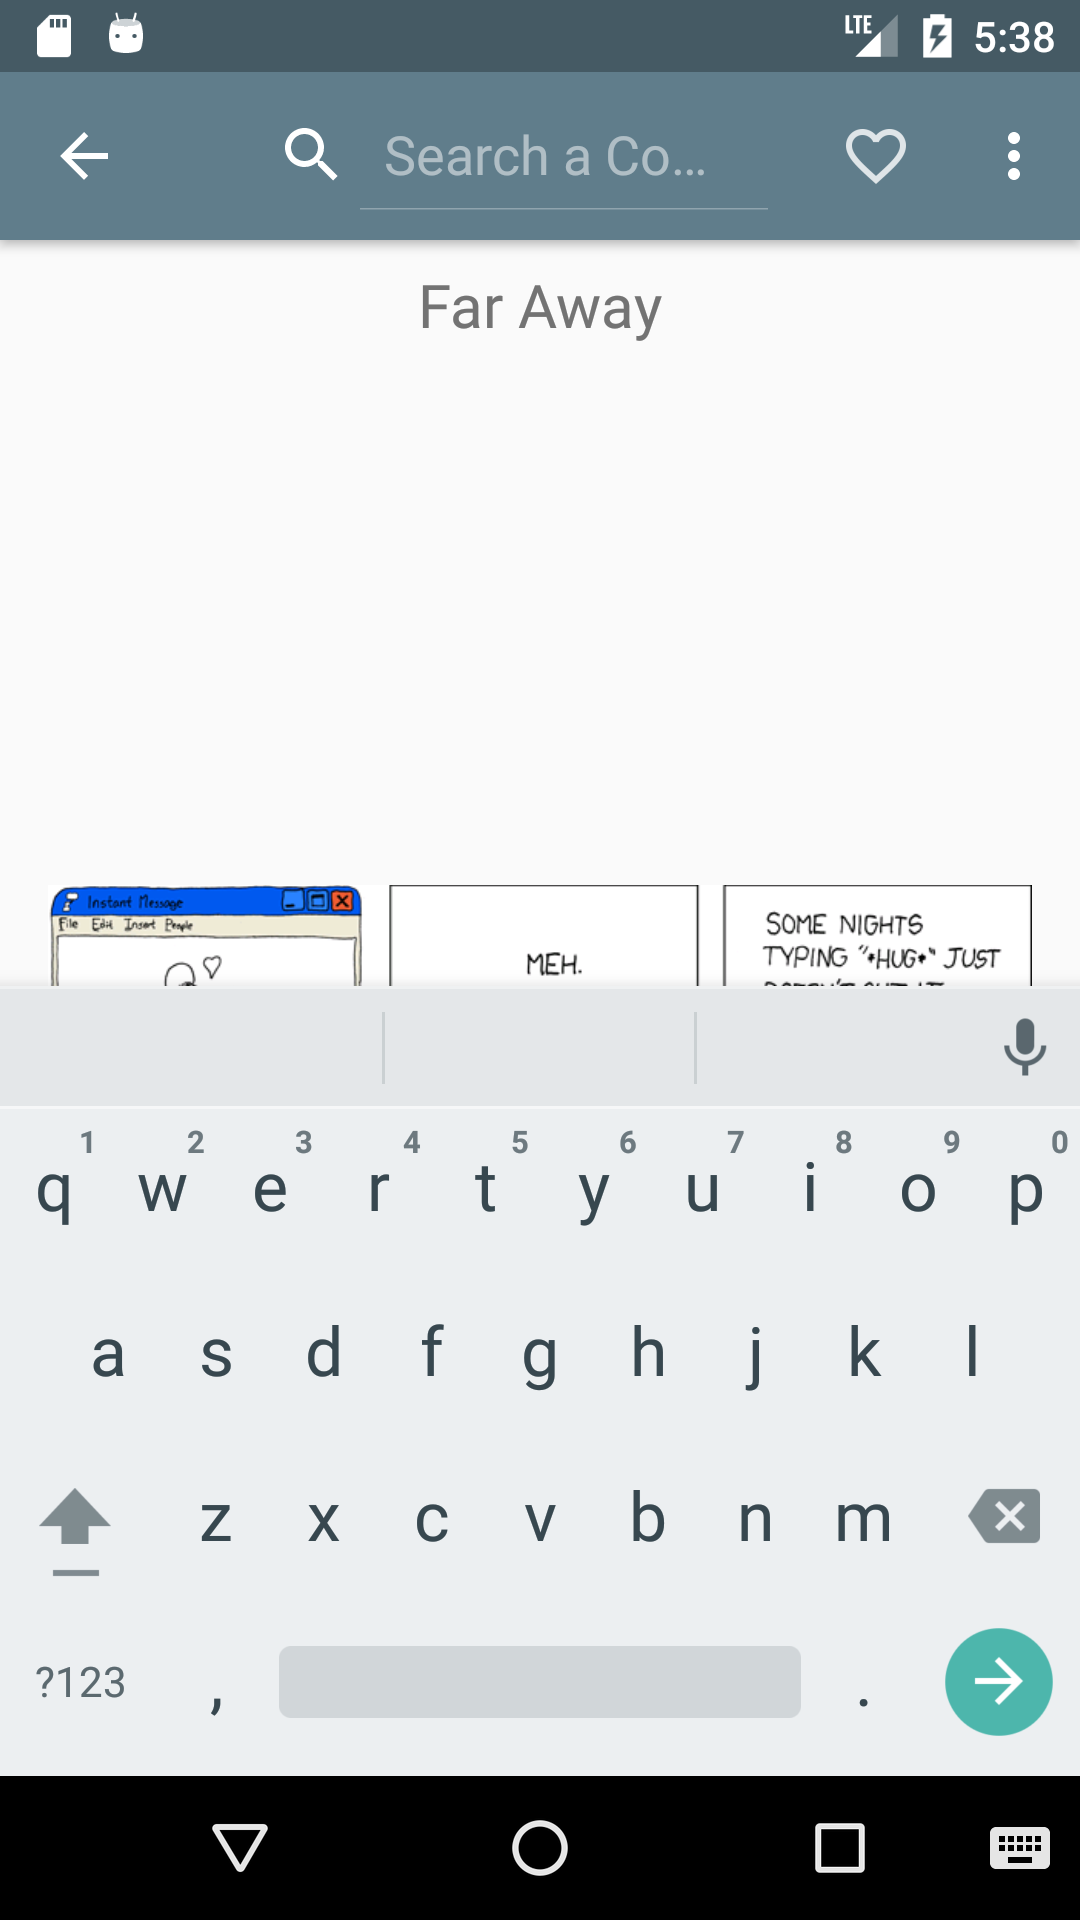 LTE 5:38
Search a Co...
Far Away
Instant Message
File Edit Insert People
MEH.
SOME NIGHTS
TYPING "*HUG*" JUST
1 2 3 4 5 6 7 8 9 0
q w e r t y u i o p
a s d f g h j k l
z x c v b n m
?123 , .